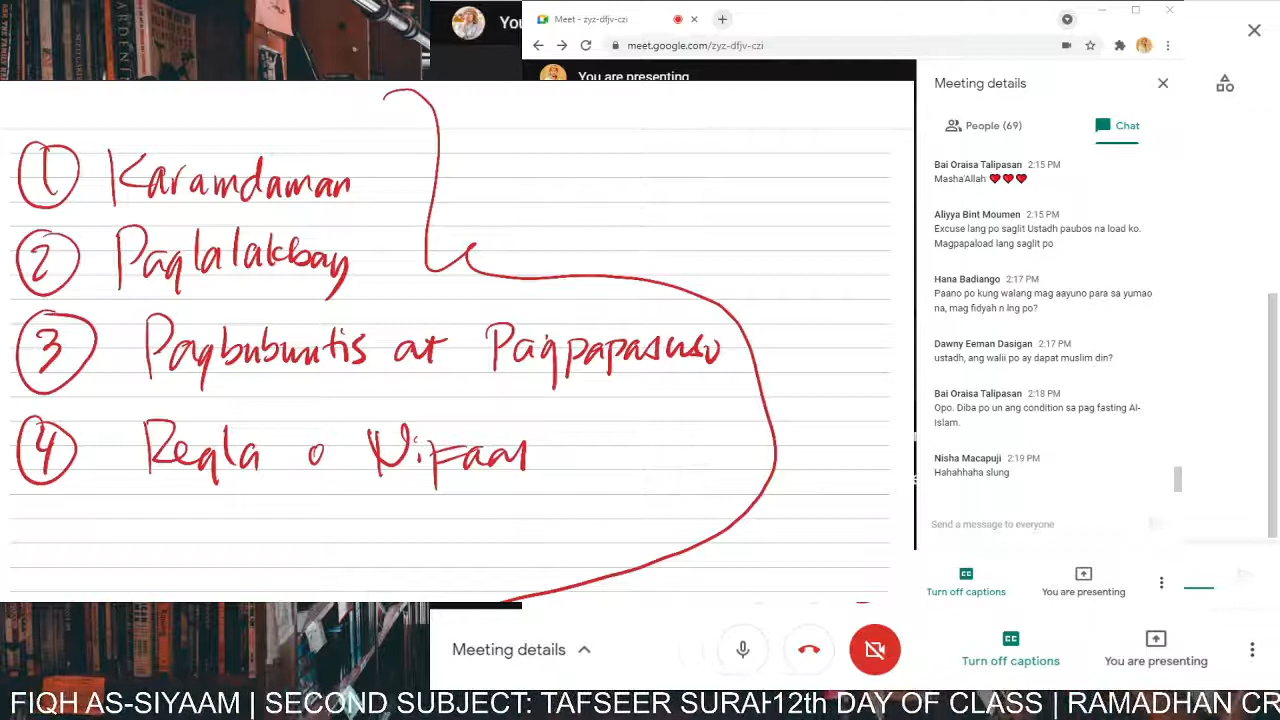 You
Meet - zyz-dfjv-czi
meet.google.com/zyz-dfjv-czi
You are presenting
① Karamdaman
② Paglalakbay
③ Pagbubuntis at Pagpapasuso
④ Regla o Nifaas
Meeting details
People (69)
Chat
Bai Oraisa Talipasan 2:15 PM
Masha'Allah ♥♥♥
Aliyya Bint Moumen 2:15 PM
Excuse lang po saglit Ustadh paubos na load ko.
Magpapaload lang saglit po
Hana Badiango 2:17 PM
Paano po kung walang mag aayuno para sa yumao
na, mag fidyah n lng po?
Dawny Eeman Dasigan 2:17 PM
ustadh, ang walii po ay dapat muslim din?
Bai Oraisa Talipasan 2:18 PM
Opo. Diba po un ang condition sa pag fasting Al-
Islam.
Nisha Macapuji 2:19 PM
Hahahhaha slung
Send a message to everyone
Turn off captions
You are presenting
Meeting details
Turn off captions
You are presenting
FIQH AS-SIYAAM | SECOND SUBJECT: TAFSEER SURAH
12th DAY OF CLASS | RAMADHAN CR